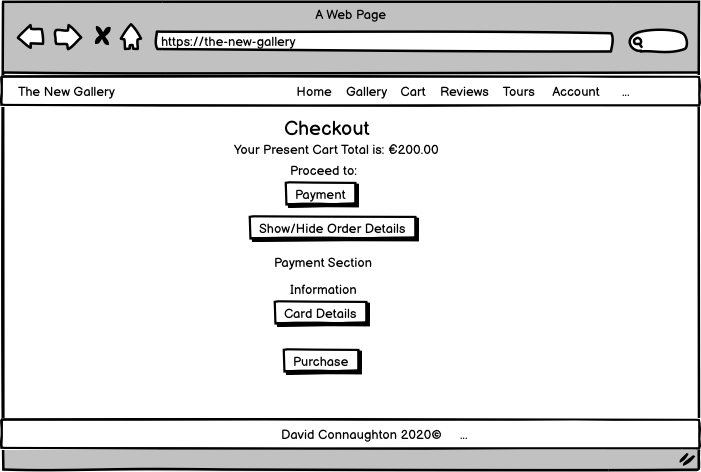 A Web Page
https://the-new-gallery
The New Gallery Home Gallery Cart Reviews Tours Account ...
Checkout
Your Present Cart Total is: €200.00
Proceed to:
Payment
Show/Hide Order Details
Payment Section
Information
Card Details
Purchase
David Connaughton 2020© ...